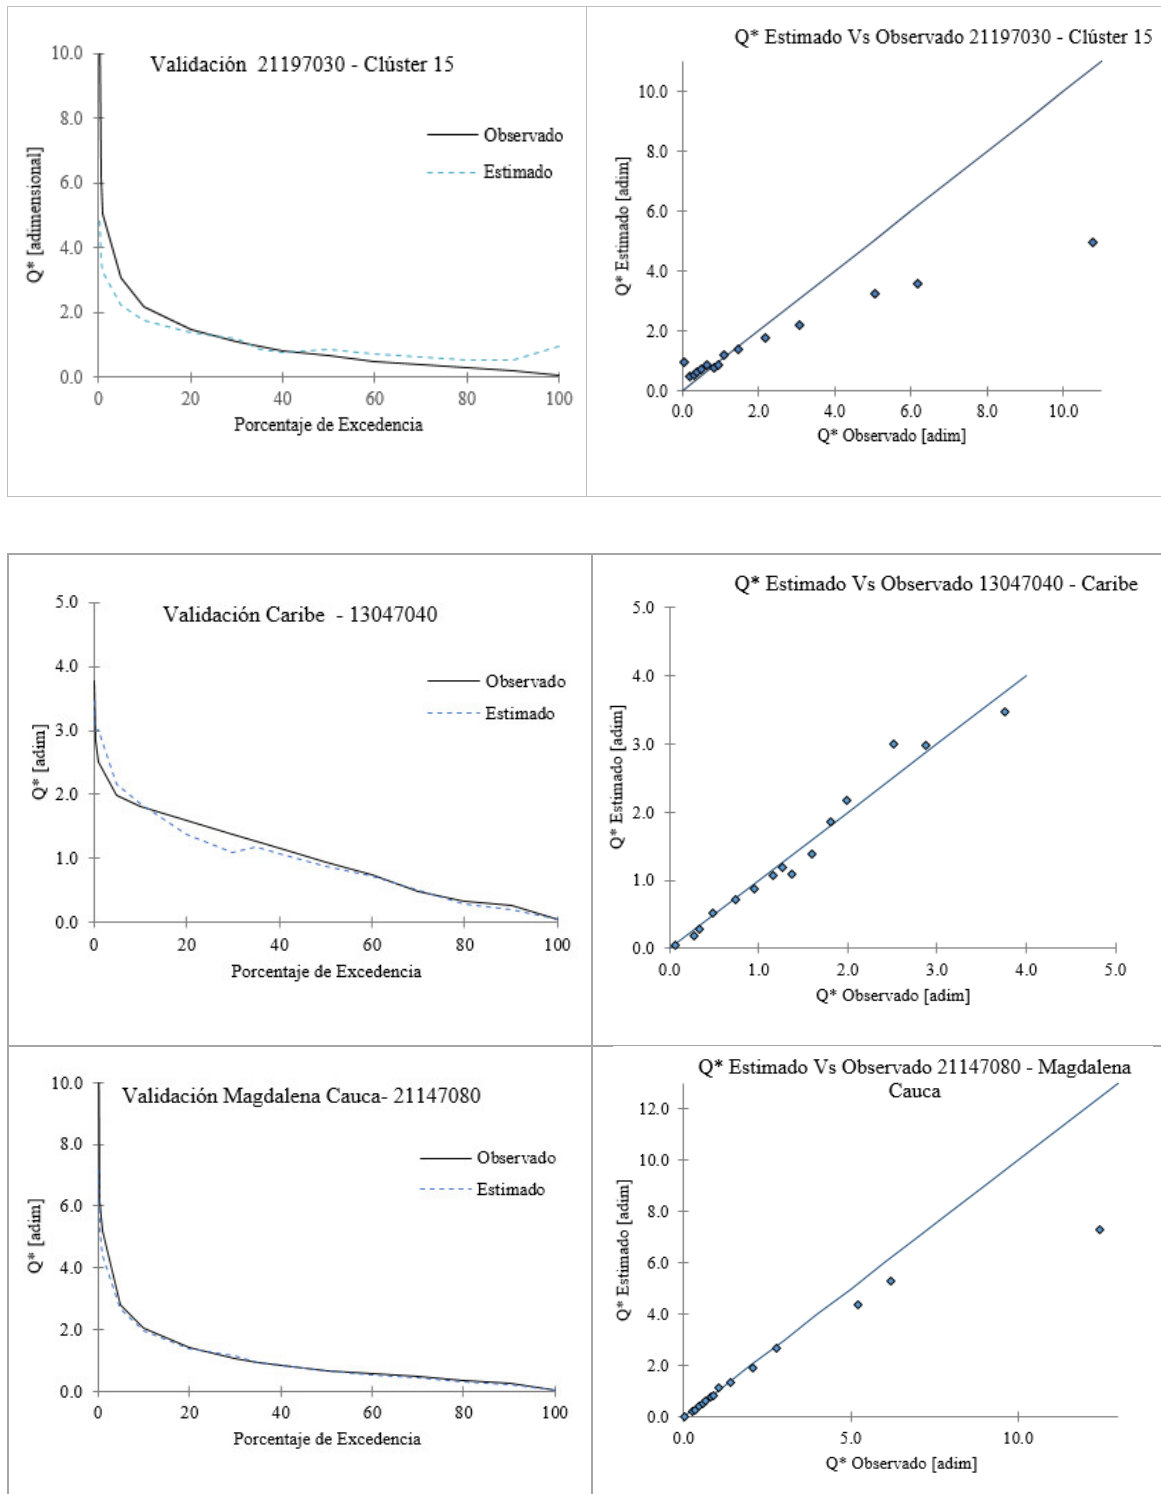 Validación 21197030 - Clúster 15
Q* [adimensional]
10.0
8.0
6.0
4.0
2.0
0.0
0 20 40 60 80 100
Porcentaje de Excedencia
Observado
Estimado
Q* Estimado Vs Observado 21197030 - Clúster 15
Q* Estimado [adim]
10.0
8.0
6.0
4.0
2.0
0.0
0.0 2.0 4.0 6.0 8.0 10.0
Q* Observado [adim]
Validación Caribe - 13047040
Q* [adim]
5.0
4.0
3.0
2.0
1.0
0.0
0 20 40 60 80 100
Porcentaje de Excedencia
Observado
Estimado
Q* Estimado Vs Observado 13047040 - Caribe
Q* Estimado [adim]
5.0
4.0
3.0
2.0
1.0
0.0
0.0 1.0 2.0 3.0 4.0 5.0
Q* Observado [adim]
Validación Magdalena Cauca- 21147080
Q* [adim]
10.0
8.0
6.0
4.0
2.0
0.0
0 20 40 60 80 100
Porcentaje de Excedencia
Observado
Estimado
Q* Estimado Vs Observado 21147080 - Magdalena
Cauca
Q* Estimado [adim]
12.0
10.0
8.0
6.0
4.0
2.0
0.0
0.0 5.0 10.0
Q* Observado [adim]